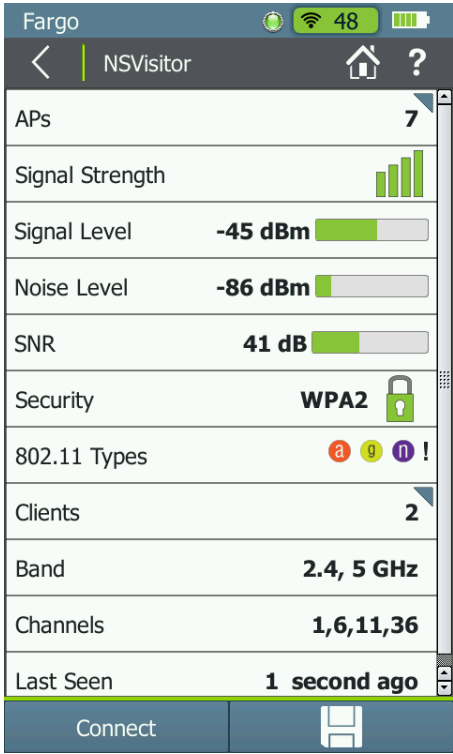 Fargo 48
NSVisitor ?
APs 7
Signal Strength
Signal Level -45 dBm
Noise Level -86 dBm
SNR 41 dB
Security WPA2
802.11 Types a g n !
Clients 2
Band 2.4, 5 GHz
Channels 1,6,11,36
Last Seen 1 second ago
Connect